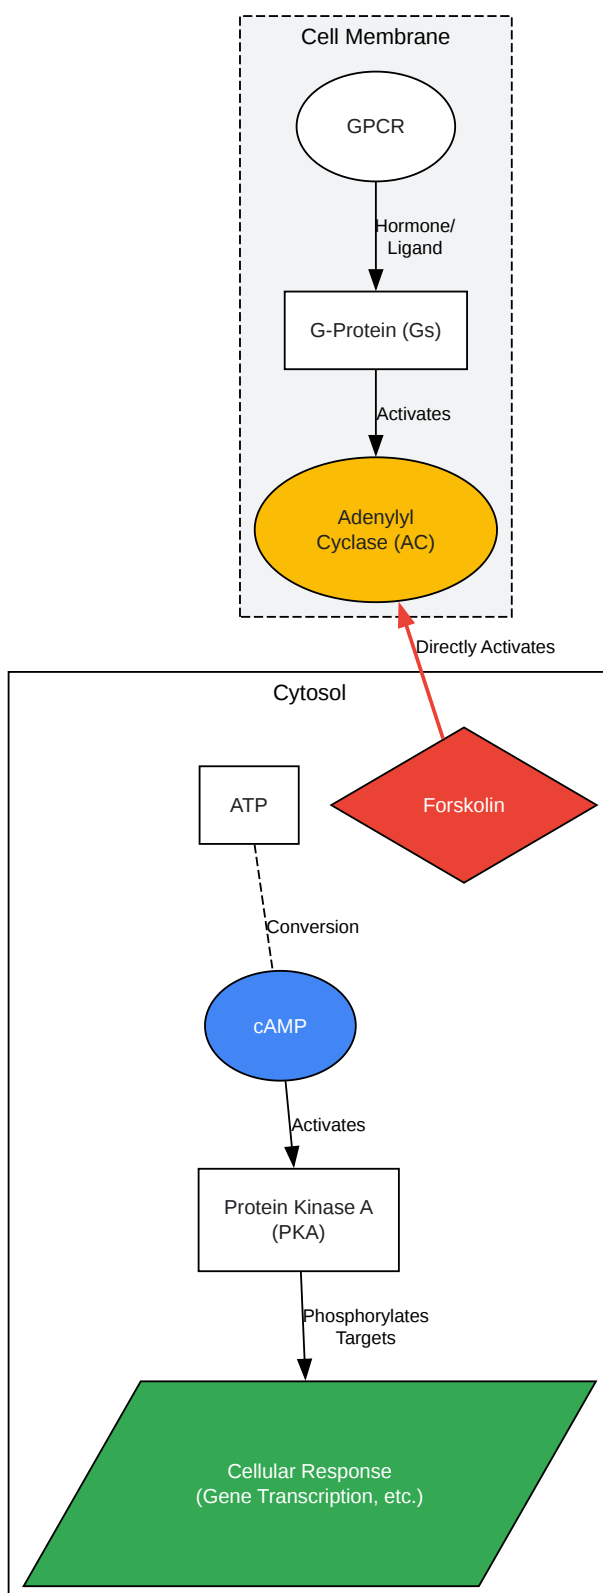 Cell Membrane
GPCR
Hormone/
Ligand
G-Protein (Gs)
Activates
Adenylyl
Cyclase (AC)
Directly Activates
Cytosol
ATP
Forskolin
Conversion
cAMP
Activates
Protein Kinase A
(PKA)
Phosphorylates
Targets
Cellular Response
(Gene Transcription, etc.)